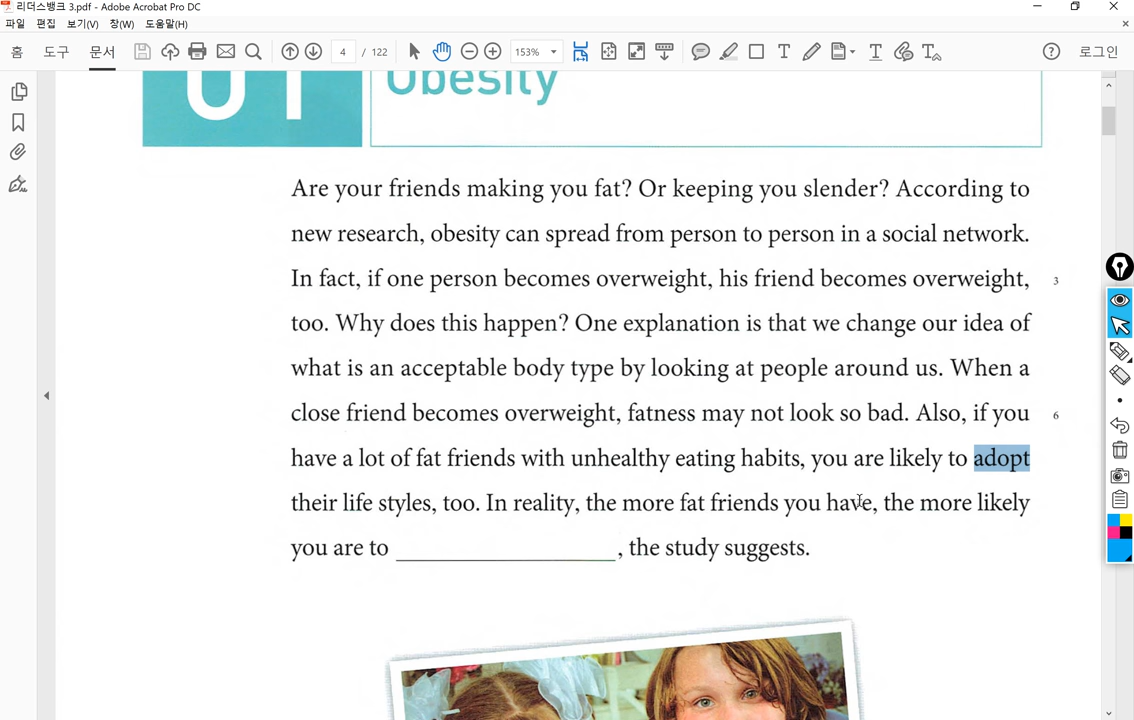 리더스뱅크 3.pdf - Adobe Acrobat Pro DC
파일 편집 보기(V) 창(W) 도움말(H)
홈 도구 문서 4 / 122 153% 로그인
01 Obesity
Are your friends making you fat? Or keeping you slender? According to
new research, obesity can spread from person to person in a social network.
In fact, if one person becomes overweight, his friend becomes overweight, 3
too. Why does this happen? One explanation is that we change our idea of
what is an acceptable body type by looking at people around us. When a
close friend becomes overweight, fatness may not look so bad. Also, if you 6
have a lot of fat friends with unhealthy eating habits, you are likely to adopt
their life styles, too. In reality, the more fat friends you have, the more likely
you are to ____________________, the study suggests.